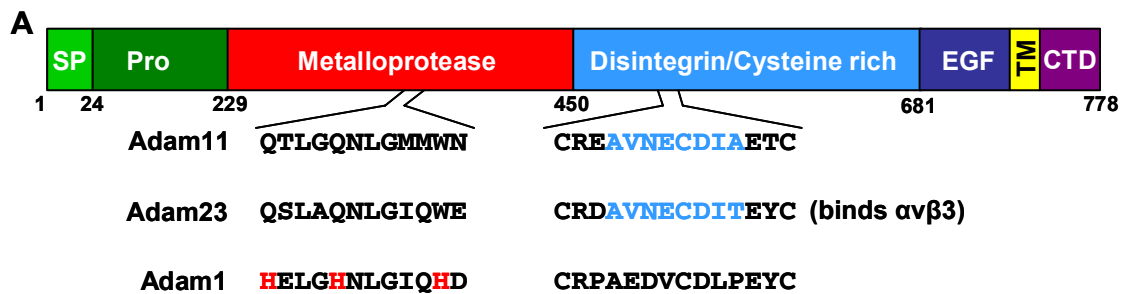 A
SP Pro Metalloprotease Disintegrin/Cysteine rich EGF TM CTD
1 24 229 450 681 778
Adam11 QTLGQNLGMMWN CREAVNECDIAETC
Adam23 QSLAQNLGIQWE CRDAVNECDITEYC (binds αvβ3)
Adam1 HELGHNLGIQHD CRPAEDVCDLPEYC